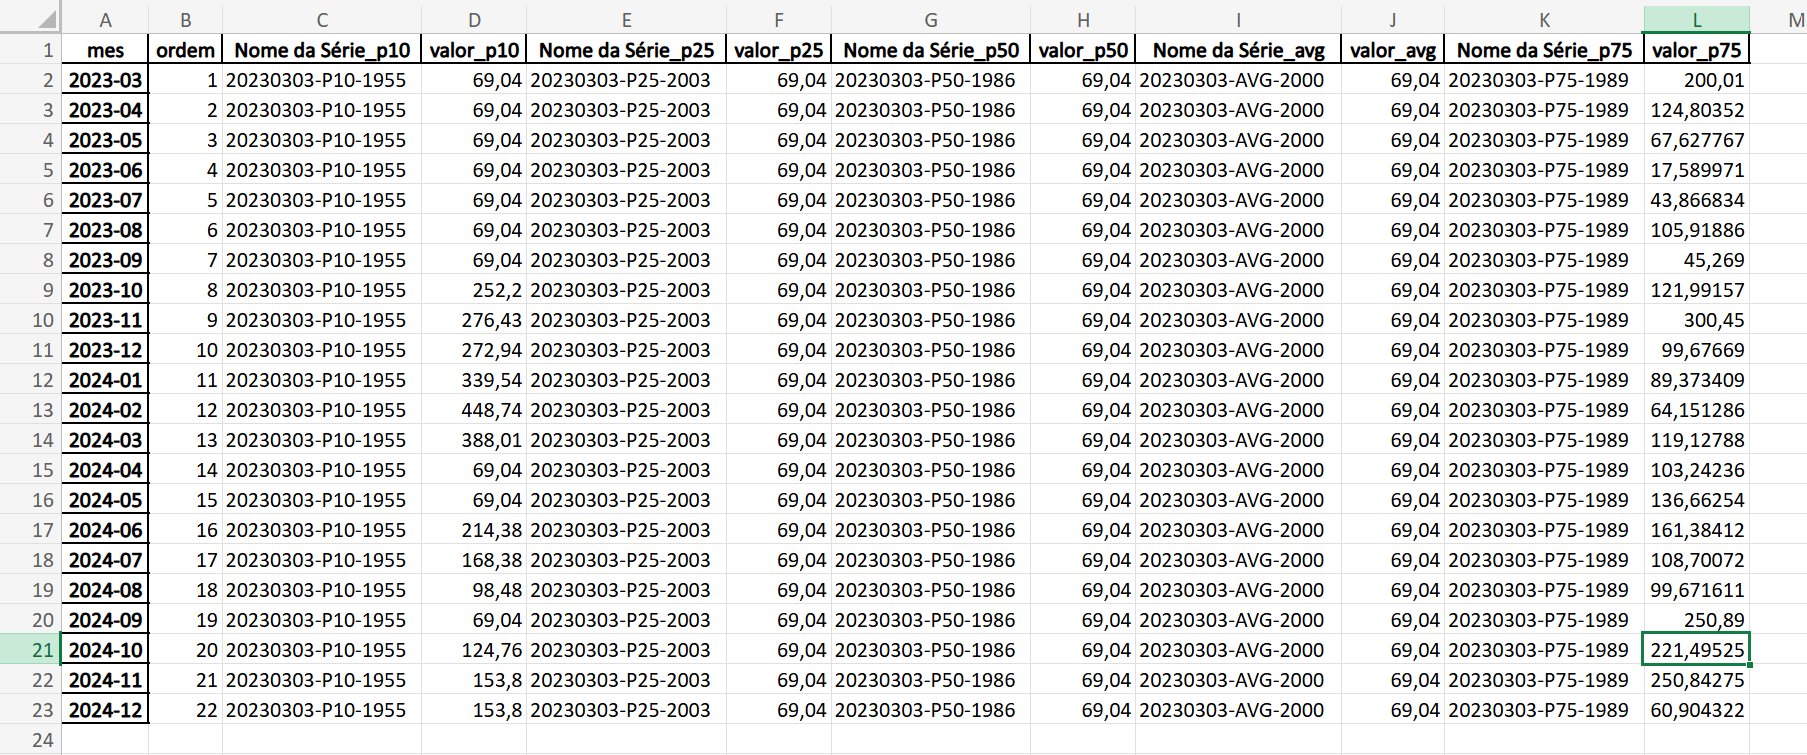 A B C D E F G H I J K L M
1 mes ordem Nome da Série_p10 valor_p10 Nome da Série_p25 valor_p25 Nome da Série_p50 valor_p50 Nome da Série_avg valor_avg Nome da Série_p75 valor_p75
2 2023-03 1 20230303-P10-1955 69,04 20230303-P25-2003 69,04 20230303-P50-1986 69,04 20230303-AVG-2000 69,04 20230303-P75-1989 200,01
3 2023-04 2 20230303-P10-1955 69,04 20230303-P25-2003 69,04 20230303-P50-1986 69,04 20230303-AVG-2000 69,04 20230303-P75-1989 124,80352
4 2023-05 3 20230303-P10-1955 69,04 20230303-P25-2003 69,04 20230303-P50-1986 69,04 20230303-AVG-2000 69,04 20230303-P75-1989 67,627767
5 2023-06 4 20230303-P10-1955 69,04 20230303-P25-2003 69,04 20230303-P50-1986 69,04 20230303-AVG-2000 69,04 20230303-P75-1989 17,589971
6 2023-07 5 20230303-P10-1955 69,04 20230303-P25-2003 69,04 20230303-P50-1986 69,04 20230303-AVG-2000 69,04 20230303-P75-1989 43,866834
7 2023-08 6 20230303-P10-1955 69,04 20230303-P25-2003 69,04 20230303-P50-1986 69,04 20230303-AVG-2000 69,04 20230303-P75-1989 105,91886
8 2023-09 7 20230303-P10-1955 69,04 20230303-P25-2003 69,04 20230303-P50-1986 69,04 20230303-AVG-2000 69,04 20230303-P75-1989 45,269
9 2023-10 8 20230303-P10-1955 252,2 20230303-P25-2003 69,04 20230303-P50-1986 69,04 20230303-AVG-2000 69,04 20230303-P75-1989 121,99157
10 2023-11 9 20230303-P10-1955 276,43 20230303-P25-2003 69,04 20230303-P50-1986 69,04 20230303-AVG-2000 69,04 20230303-P75-1989 300,45
11 2023-12 10 20230303-P10-1955 272,94 20230303-P25-2003 69,04 20230303-P50-1986 69,04 20230303-AVG-2000 69,04 20230303-P75-1989 99,67669
12 2024-01 11 20230303-P10-1955 339,54 20230303-P25-2003 69,04 20230303-P50-1986 69,04 20230303-AVG-2000 69,04 20230303-P75-1989 89,373409
13 2024-02 12 20230303-P10-1955 448,74 20230303-P25-2003 69,04 20230303-P50-1986 69,04 20230303-AVG-2000 69,04 20230303-P75-1989 64,151286
14 2024-03 13 20230303-P10-1955 388,01 20230303-P25-2003 69,04 20230303-P50-1986 69,04 20230303-AVG-2000 69,04 20230303-P75-1989 119,12788
15 2024-04 14 20230303-P10-1955 69,04 20230303-P25-2003 69,04 20230303-P50-1986 69,04 20230303-AVG-2000 69,04 20230303-P75-1989 103,24236
16 2024-05 15 20230303-P10-1955 69,04 20230303-P25-2003 69,04 20230303-P50-1986 69,04 20230303-AVG-2000 69,04 20230303-P75-1989 136,66254
17 2024-06 16 20230303-P10-1955 214,38 20230303-P25-2003 69,04 20230303-P50-1986 69,04 20230303-AVG-2000 69,04 20230303-P75-1989 161,38412
18 2024-07 17 20230303-P10-1955 168,38 20230303-P25-2003 69,04 20230303-P50-1986 69,04 20230303-AVG-2000 69,04 20230303-P75-1989 108,70072
19 2024-08 18 20230303-P10-1955 98,48 20230303-P25-2003 69,04 20230303-P50-1986 69,04 20230303-AVG-2000 69,04 20230303-P75-1989 99,671611
20 2024-09 19 20230303-P10-1955 69,04 20230303-P25-2003 69,04 20230303-P50-1986 69,04 20230303-AVG-2000 69,04 20230303-P75-1989 250,89
21 2024-10 20 20230303-P10-1955 124,76 20230303-P25-2003 69,04 20230303-P50-1986 69,04 20230303-AVG-2000 69,04 20230303-P75-1989 221,49525
22 2024-11 21 20230303-P10-1955 153,8 20230303-P25-2003 69,04 20230303-P50-1986 69,04 20230303-AVG-2000 69,04 20230303-P75-1989 250,84275
23 2024-12 22 20230303-P10-1955 153,8 20230303-P25-2003 69,04 20230303-P50-1986 69,04 20230303-AVG-2000 69,04 20230303-P75-1989 60,904322
24